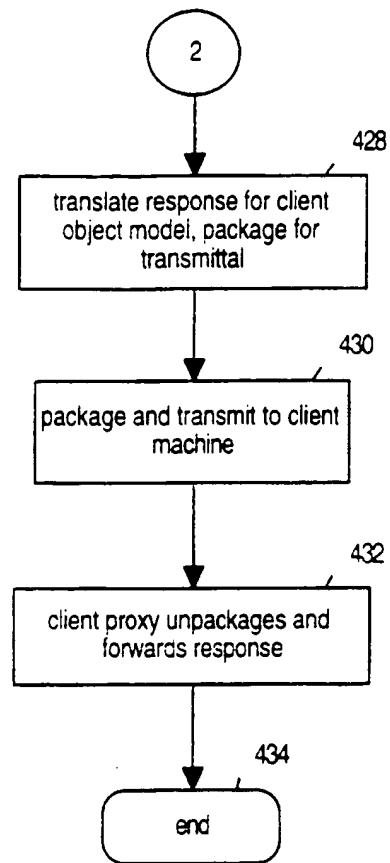 2
428
translate response for client
object model, package for
transmittal
430
package and transmit to client
machine
432
client proxy unpackages and
forwards response
434
end